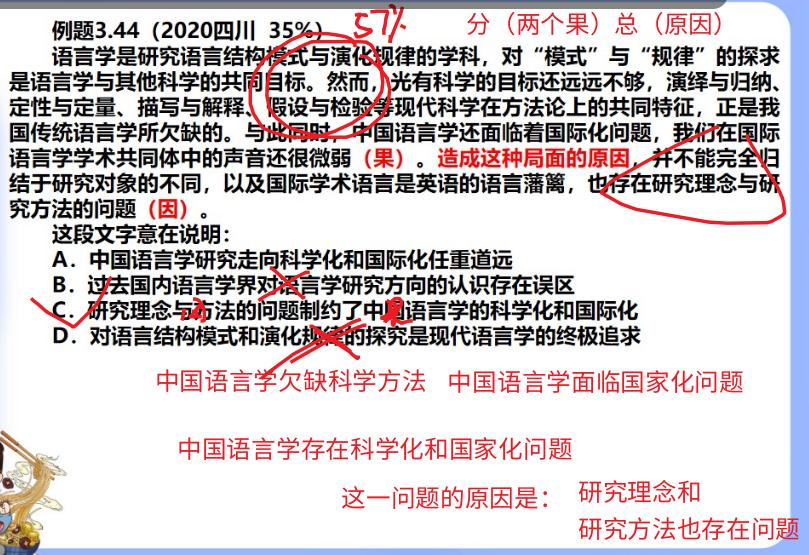 例题3.44（2020四川 35%）
57%
分（两个果）总（原因）
语言学是研究语言结构模式与演化规律的学科，对“模式”与“规律”的探求
是语言学与其他科学的共同目标。然而，光有科学的目标还远远不够，演绎与归纳、
定性与定量、描写与解释、假设与检验等现代科学在方法论上的共同特征，正是我
国传统语言学所欠缺的。与此同时，中国语言学还面临着国际化问题，我们在国际
语言学学术共同体中的声音还很微弱（果）。造成这种局面的原因，并不能完全归
结于研究对象的不同，以及国际学术语言是英语的语言藩篱，也存在研究理念与研
究方法的问题（因）。
这段文字意在说明：
A．中国语言学研究走向科学化和国际化任重道远
B．过去国内语言学界对语言学研究方向的认识存在误区
C．研究理念与方法的问题制约了中国语言学的科学化和国际化
D．对语言结构模式和演化规律的探究是现代语言学的终极追求
中国语言学欠缺科学方法 中国语言学面临国家化问题
中国语言学存在科学化和国家化问题
这一问题的原因是： 研究理念和
研究方法也存在问题